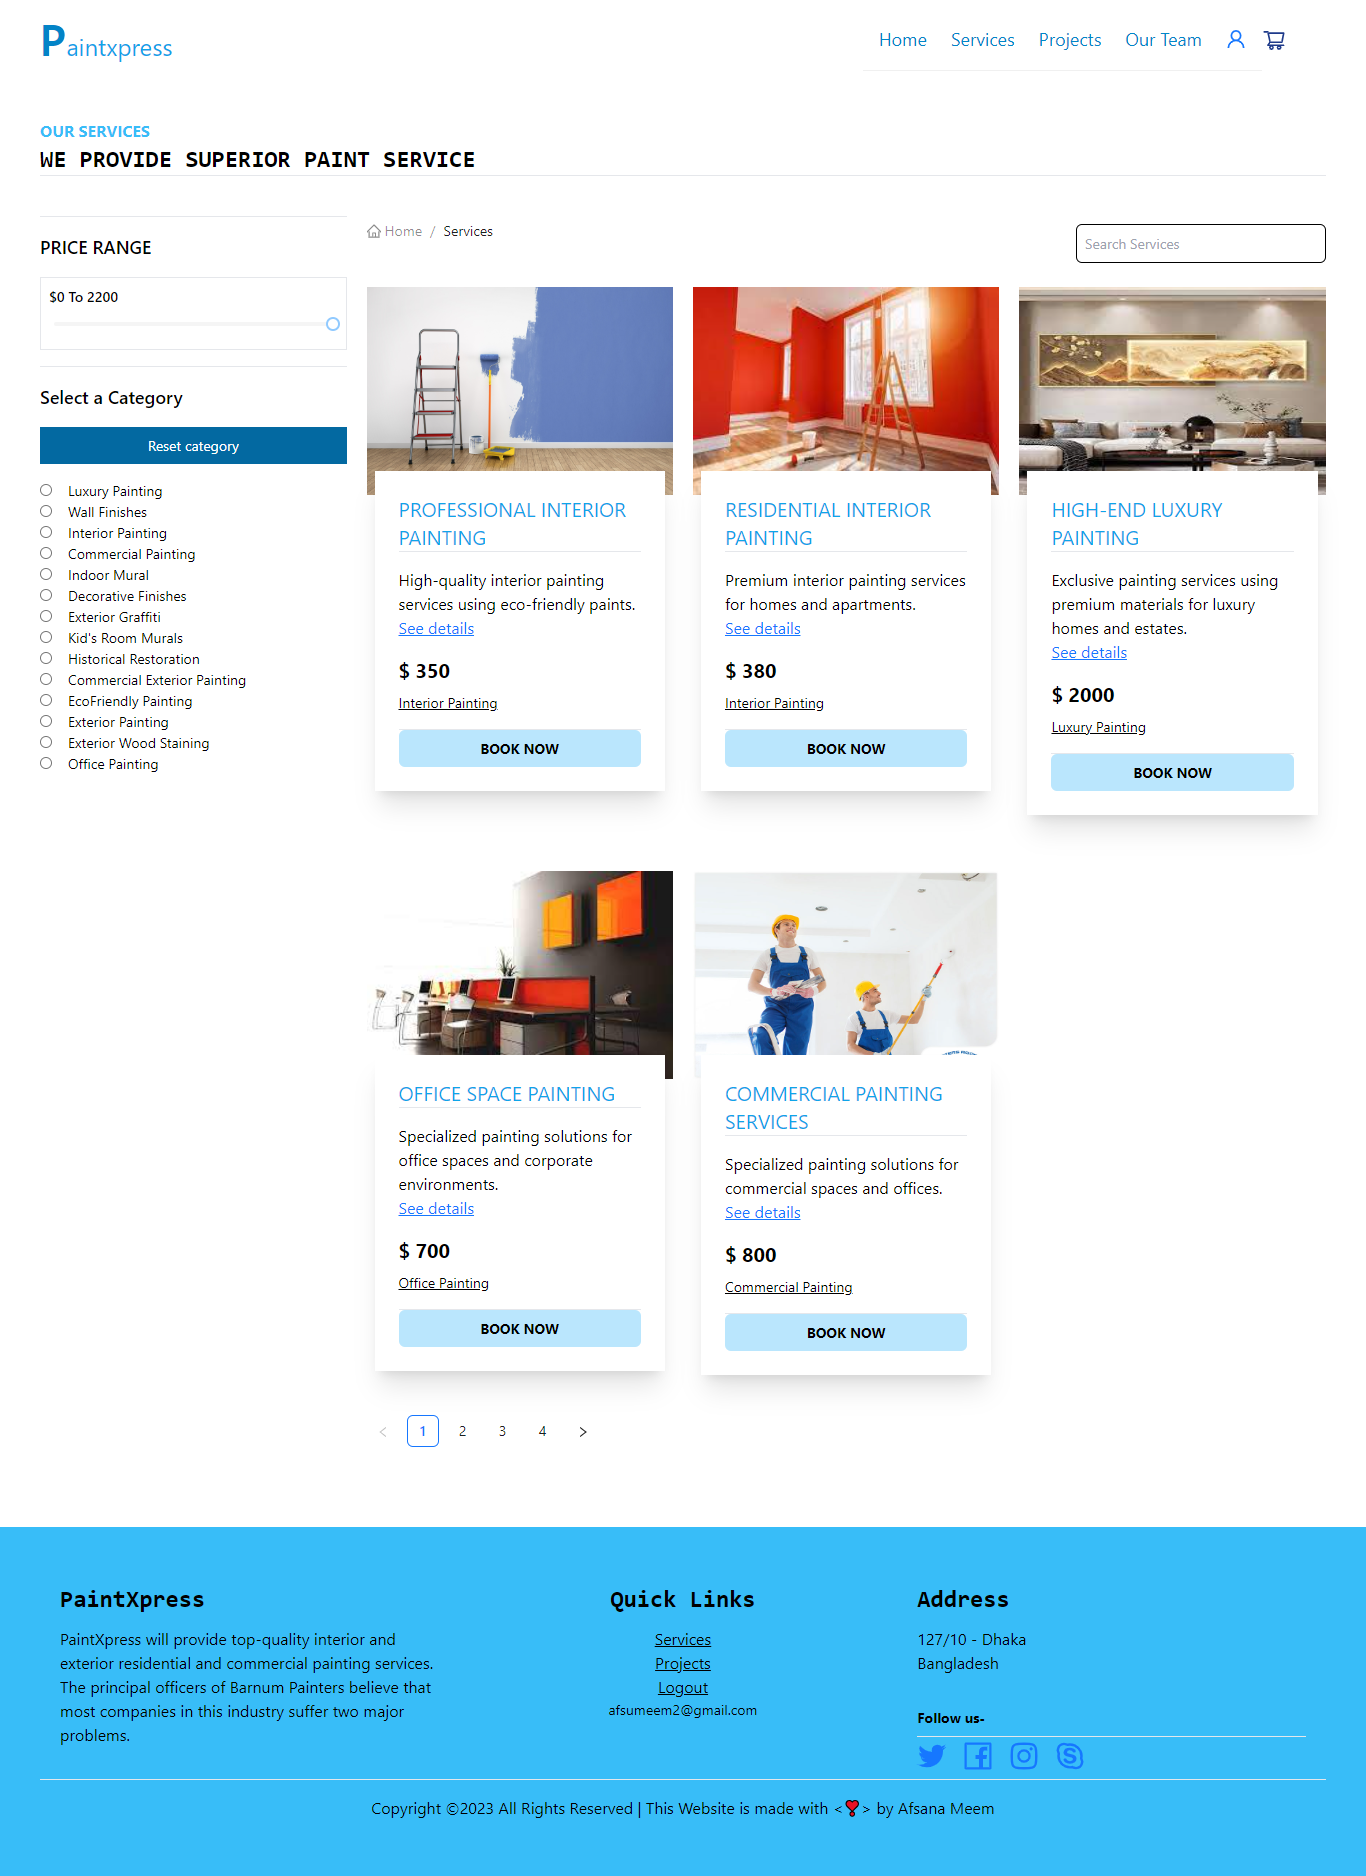 Paintxpress
Home Services Projects Our Team
OUR SERVICES
WE PROVIDE SUPERIOR PAINT SERVICE
PRICE RANGE
$0 To 2200
Select a Category
Reset category
Luxury Painting
Wall Finishes
Interior Painting
Commercial Painting
Indoor Mural
Decorative Finishes
Exterior Graffiti
Kid's Room Murals
Historical Restoration
Commercial Exterior Painting
EcoFriendly Painting
Exterior Painting
Exterior Wood Staining
Office Painting
Home / Services
Search Services
PROFESSIONAL INTERIOR
PAINTING
High-quality interior painting
services using eco-friendly paints.
See details
$ 350
Interior Painting
BOOK NOW
RESIDENTIAL INTERIOR
PAINTING
Premium interior painting services
for homes and apartments.
See details
$ 380
Interior Painting
BOOK NOW
HIGH-END LUXURY
PAINTING
Exclusive painting services using
premium materials for luxury
homes and estates.
See details
$ 2000
Luxury Painting
BOOK NOW
OFFICE SPACE PAINTING
Specialized painting solutions for
office spaces and corporate
environments.
See details
$ 700
Office Painting
BOOK NOW
COMMERCIAL PAINTING
SERVICES
Specialized painting solutions for
commercial spaces and offices.
See details
$ 800
Commercial Painting
BOOK NOW
< 1 2 3 4 >
PaintXpress
PaintXpress will provide top-quality interior and
exterior residential and commercial painting services.
The principal officers of Barnum Painters believe that
most companies in this industry suffer two major
problems.
Quick Links
Services
Projects
Logout
afsumeem2@gmail.com
Address
127/10 - Dhaka
Bangladesh
Follow us-
Copyright ©2023 All Rights Reserved | This Website is made with <❣> by Afsana Meem